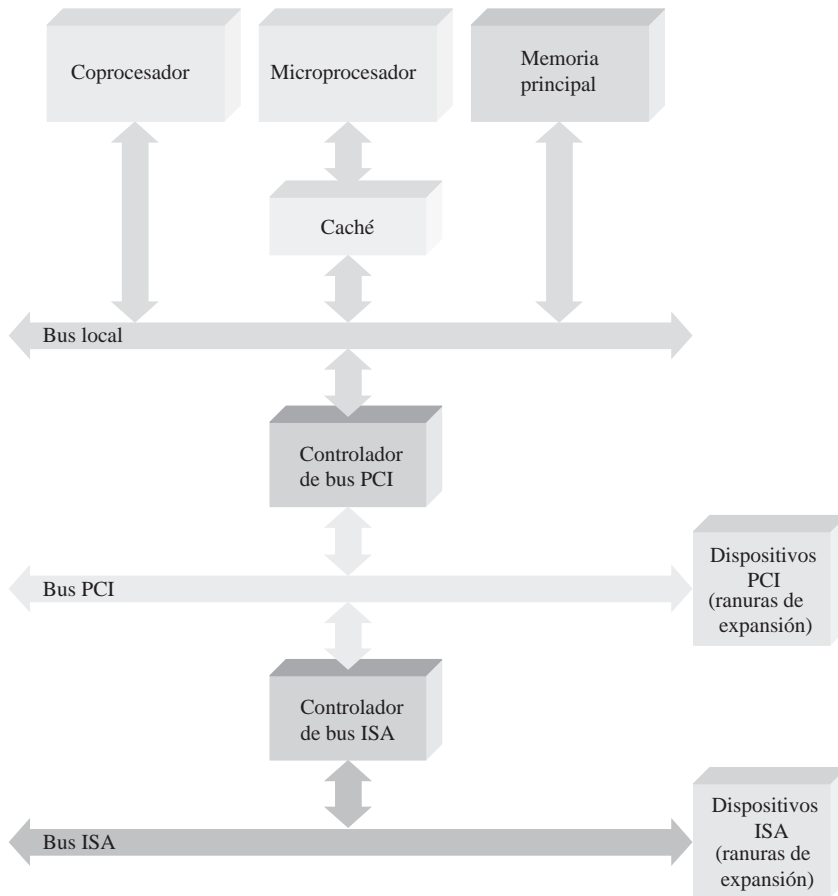 Coprocesador
Microprocesador
Memoria
principal
Caché
Bus local
Controlador
de bus PCI
Bus PCI
Dispositivos
PCI
(ranuras de
expansión)
Controlador
de bus ISA
Bus ISA
Dispositivos
ISA
(ranuras de
expansión)